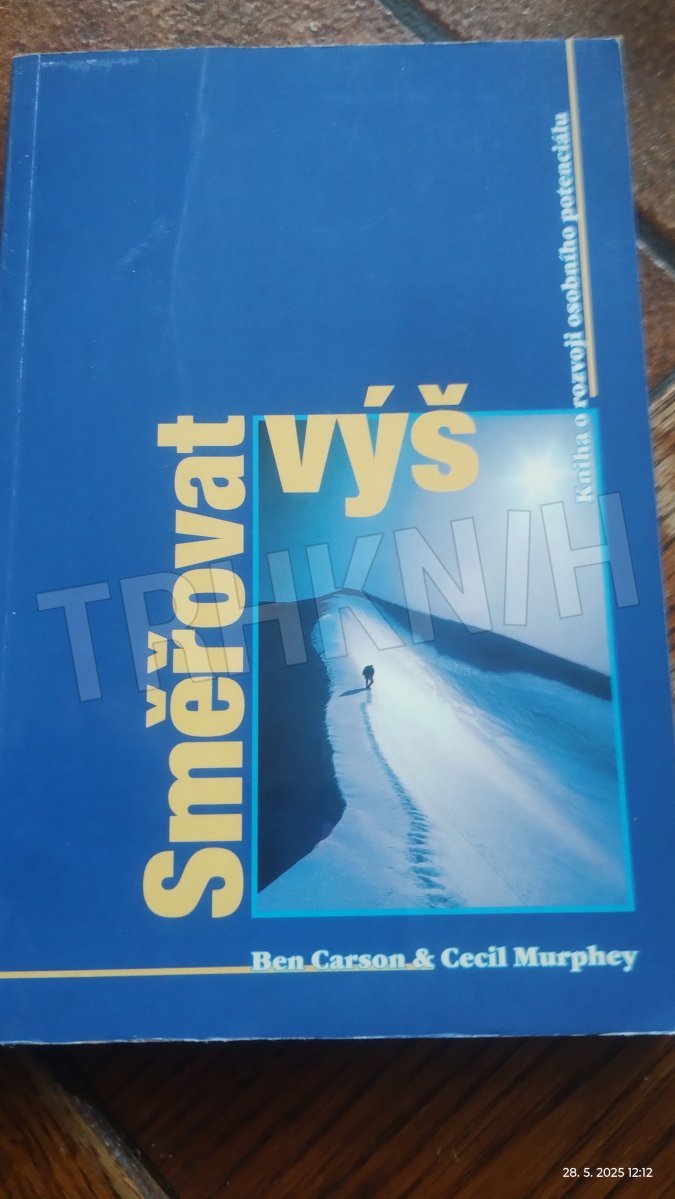 Směřovat
výš
Kniha o rozvoji osobního potenciálu
TRHKNIH
Ben Carson & Cecil Murphey
28. 5. 2025 12:12